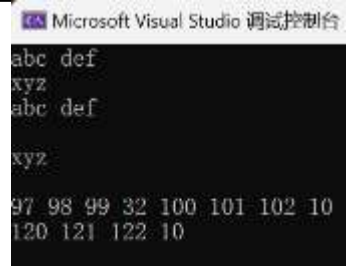 Microsoft Visual Studio 调试控制台
abc def
xyz
abc def
xyz
97 98 99 32 100 101 102 10
120 121 122 10